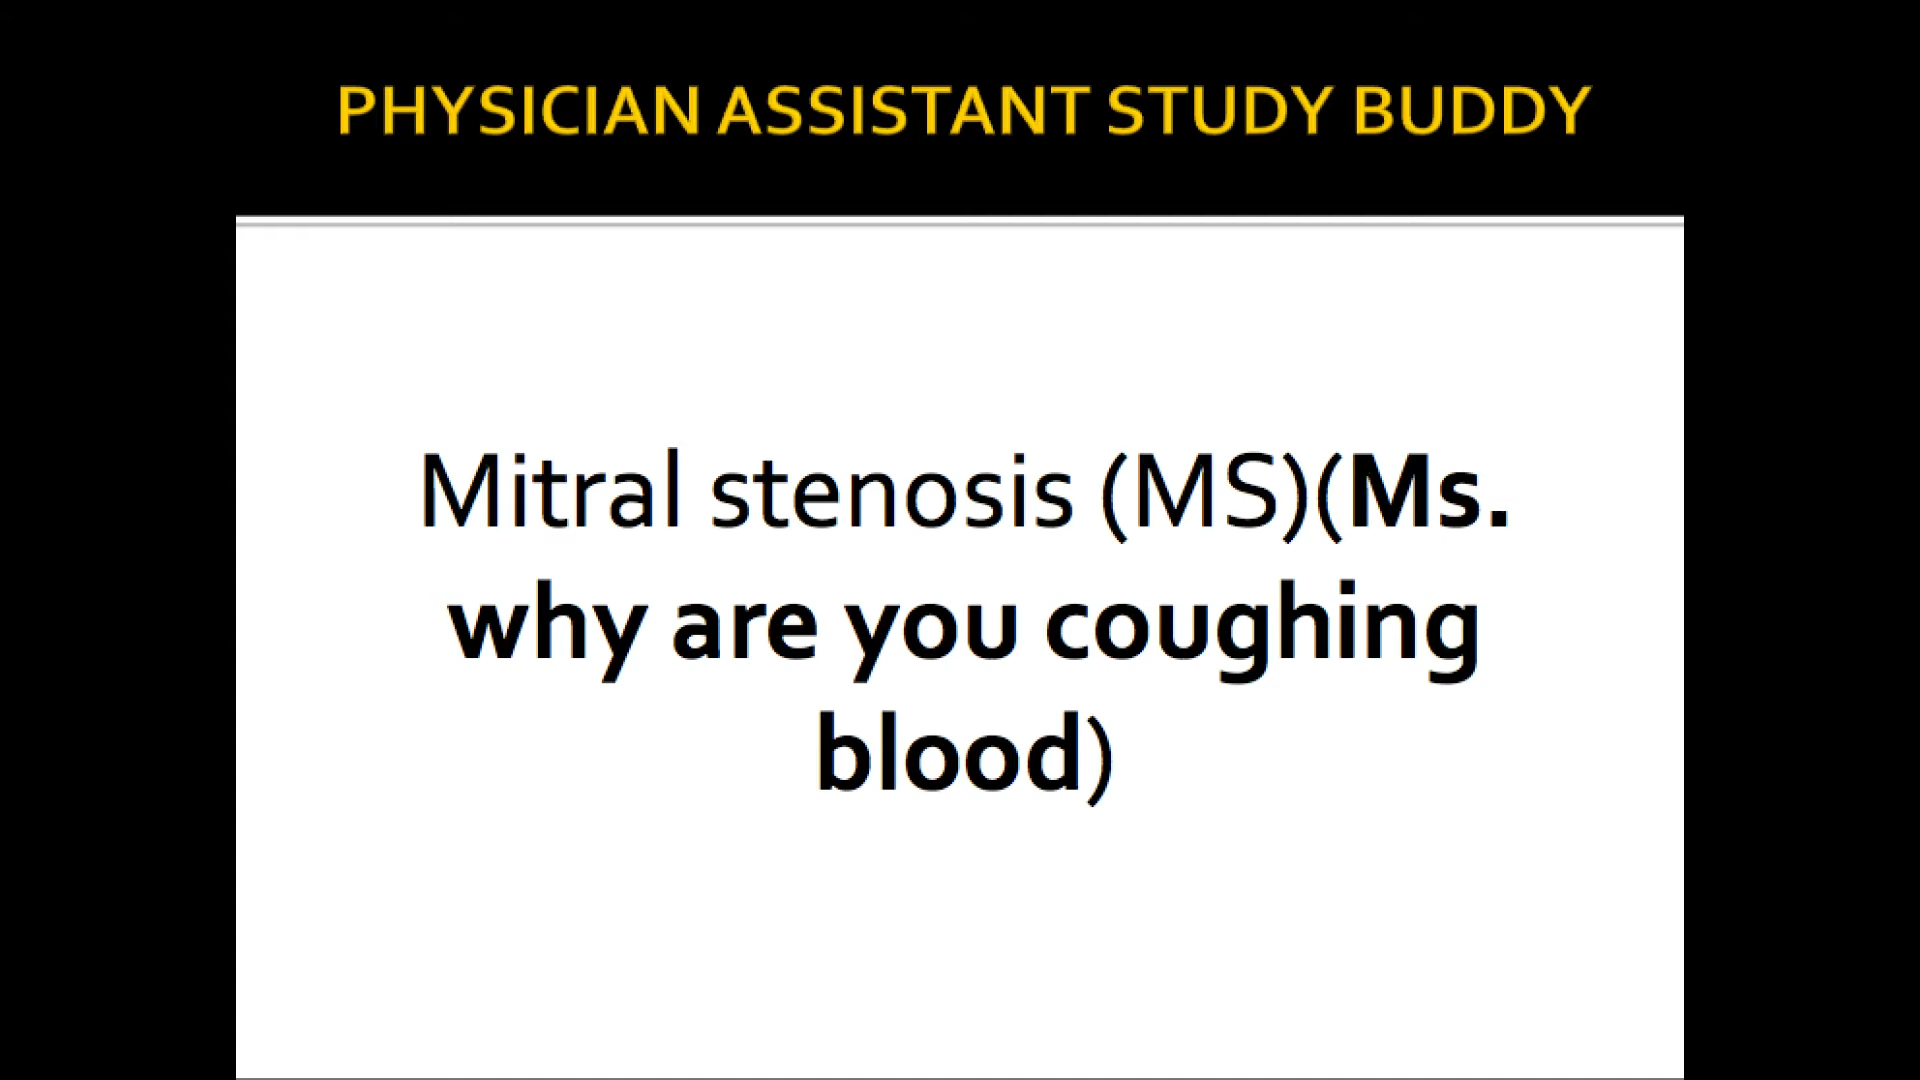 PHYSICIAN ASSISTANT STUDY BUDDY
Mitral stenosis (MS)(Ms.
why are you coughing
blood)